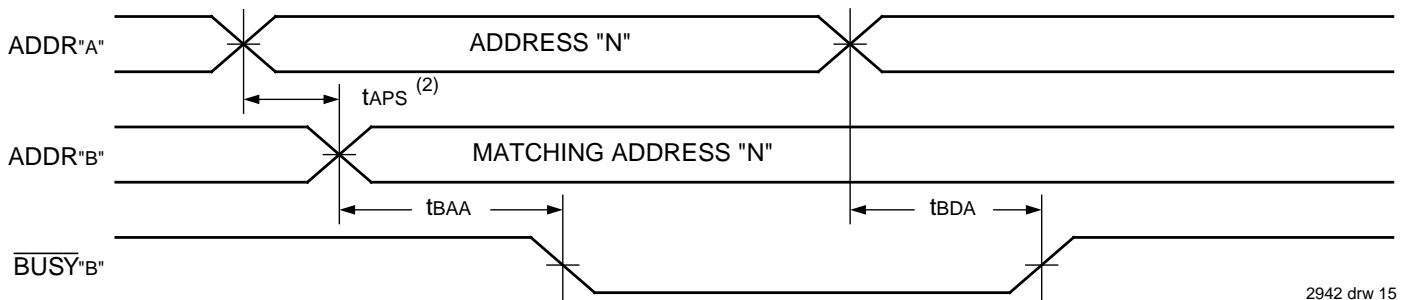 ADDR"A"
ADDRESS "N"
tAPS (2)
ADDR"B"
MATCHING ADDRESS "N"
tBAA
tBDA
BUSY"B"
2942 drw 15